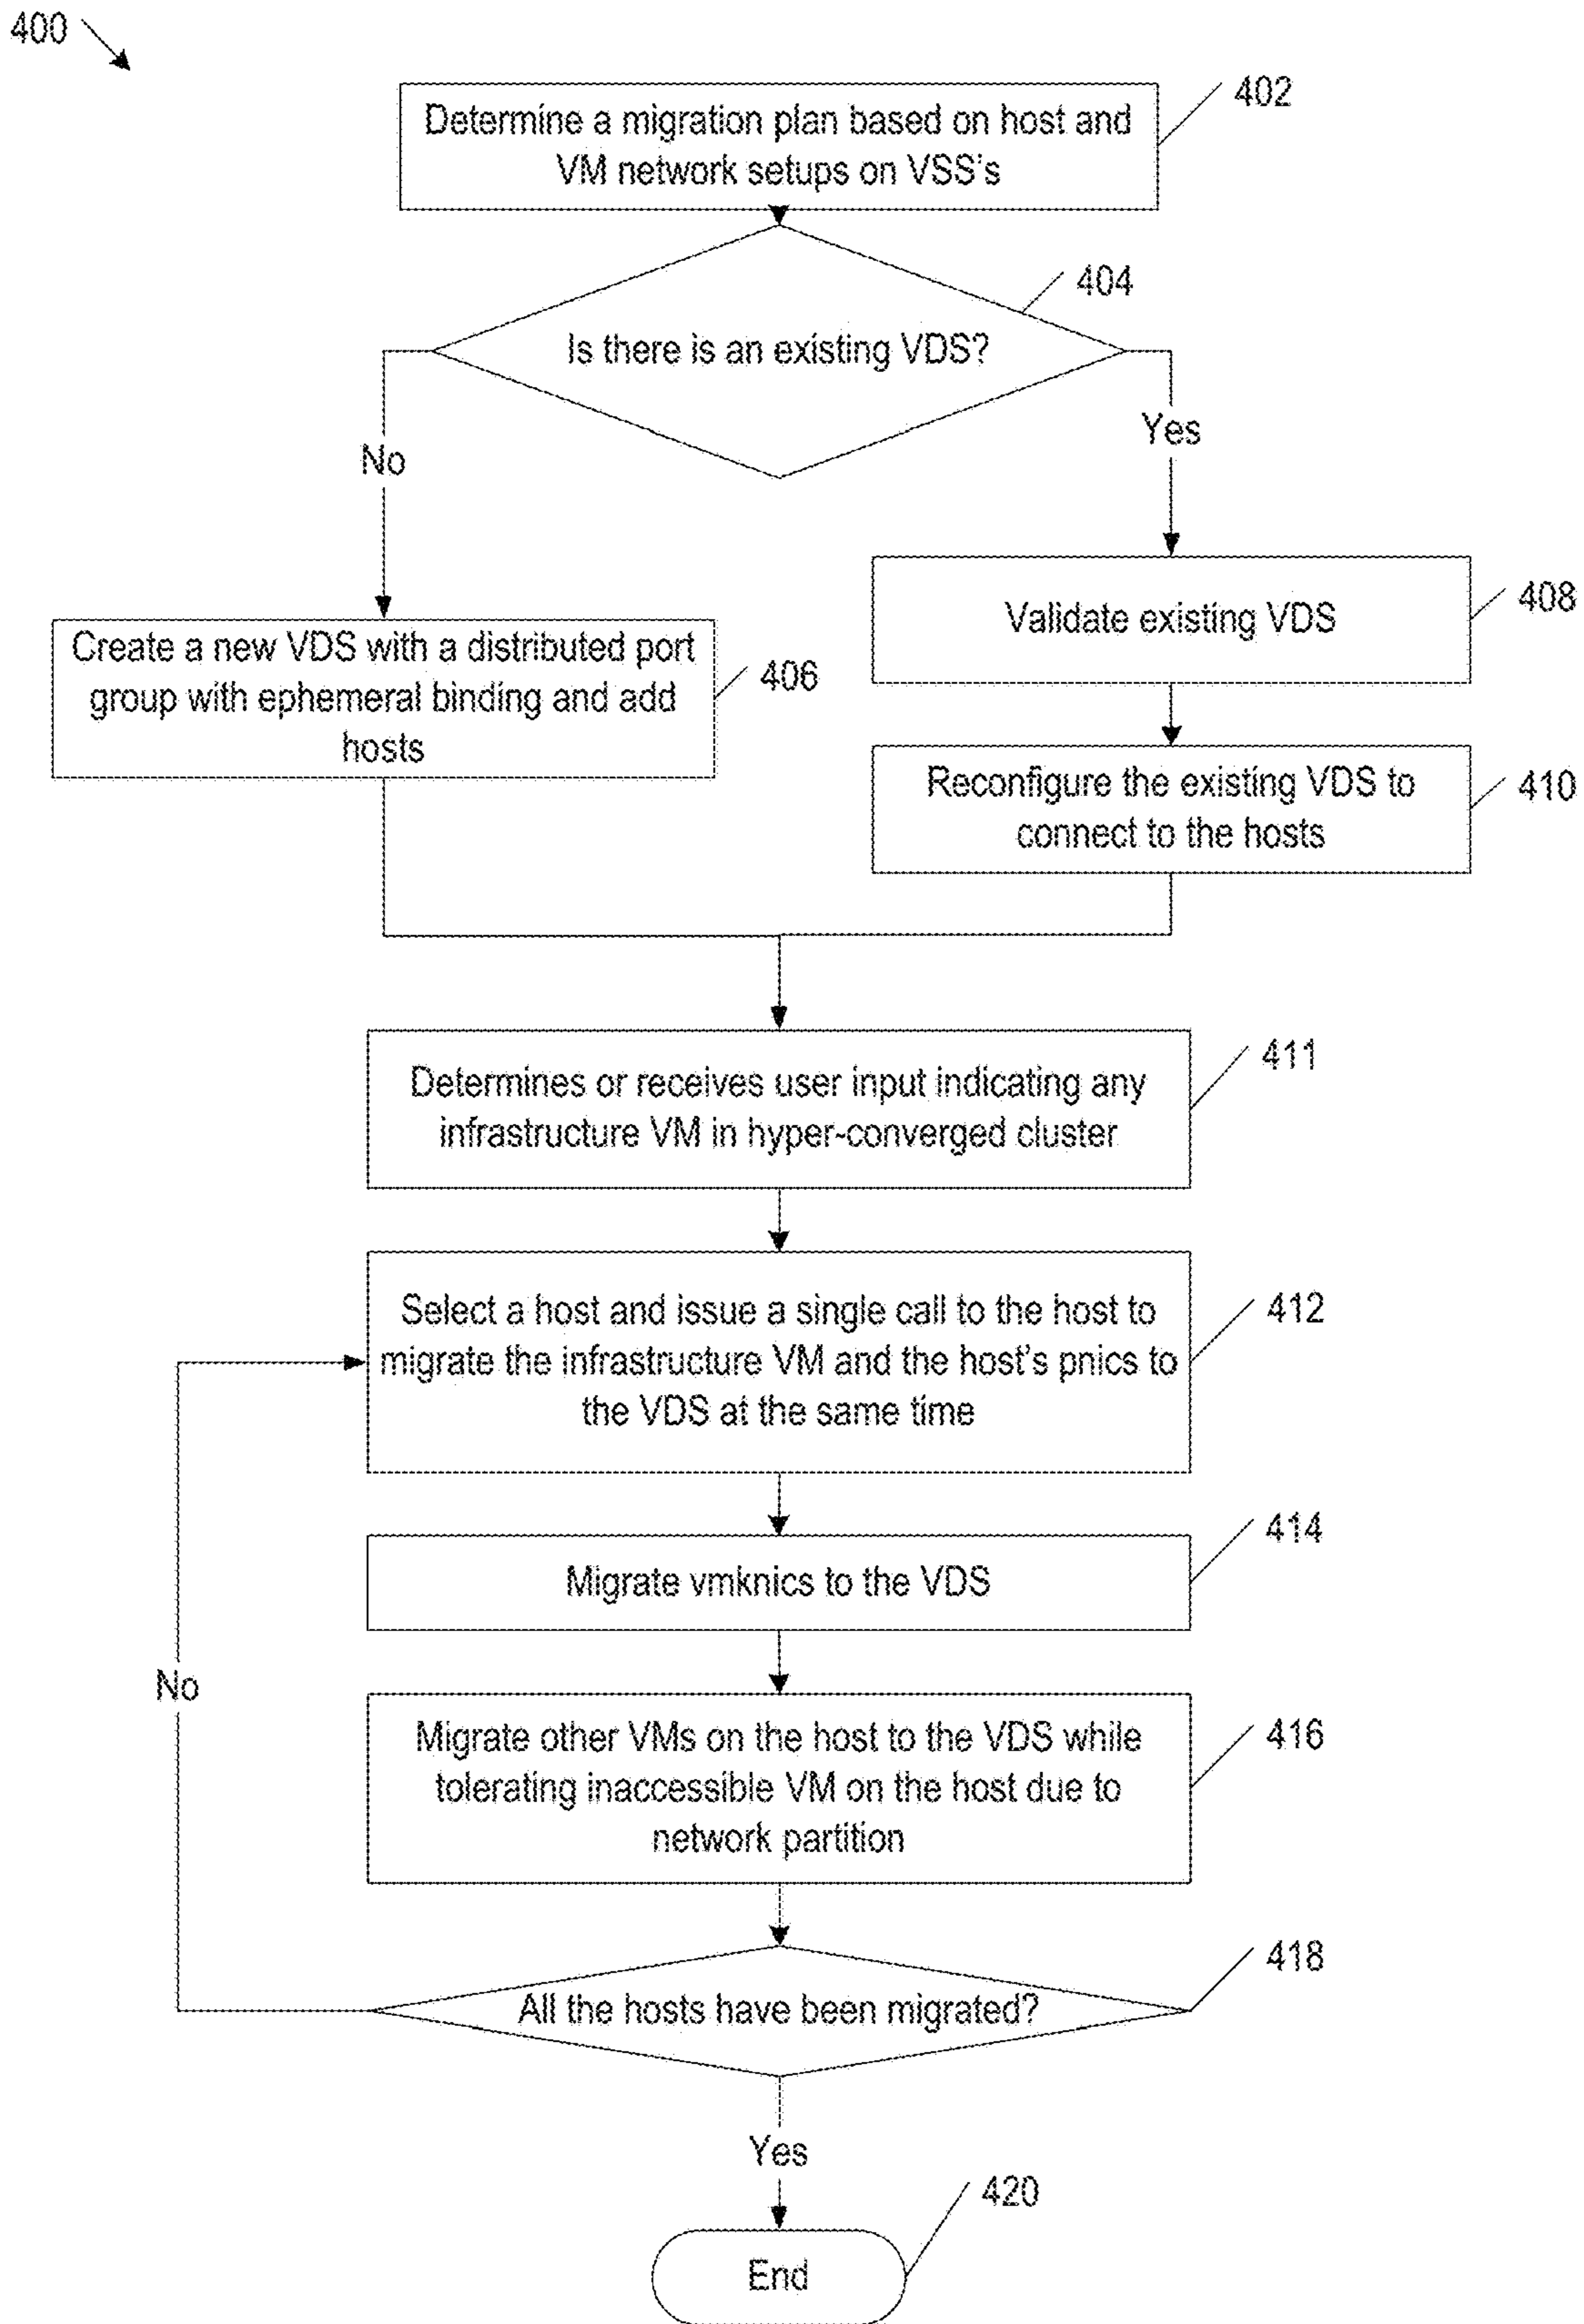 400
402
Determine a migration plan based on host and
VM network setups on VSS's
404
Is there is an existing VDS?
No
Yes
408
Validate existing VDS
Create a new VDS with a distributed port
group with ephemeral binding and add
hosts
406
Reconfigure the existing VDS to
connect to the hosts
410
411
Determines or receives user input indicating any
infrastructure VM in hyper-converged cluster
412
Select a host and issue a single call to the host to
migrate the infrastructure VM and the host's pnics to
the VDS at the same time
414
Migrate vmknics to the VDS
No
416
Migrate other VMs on the host to the VDS while
tolerating inaccessible VM on the host due to
network partition
418
All the hosts have been migrated?
Yes
420
End